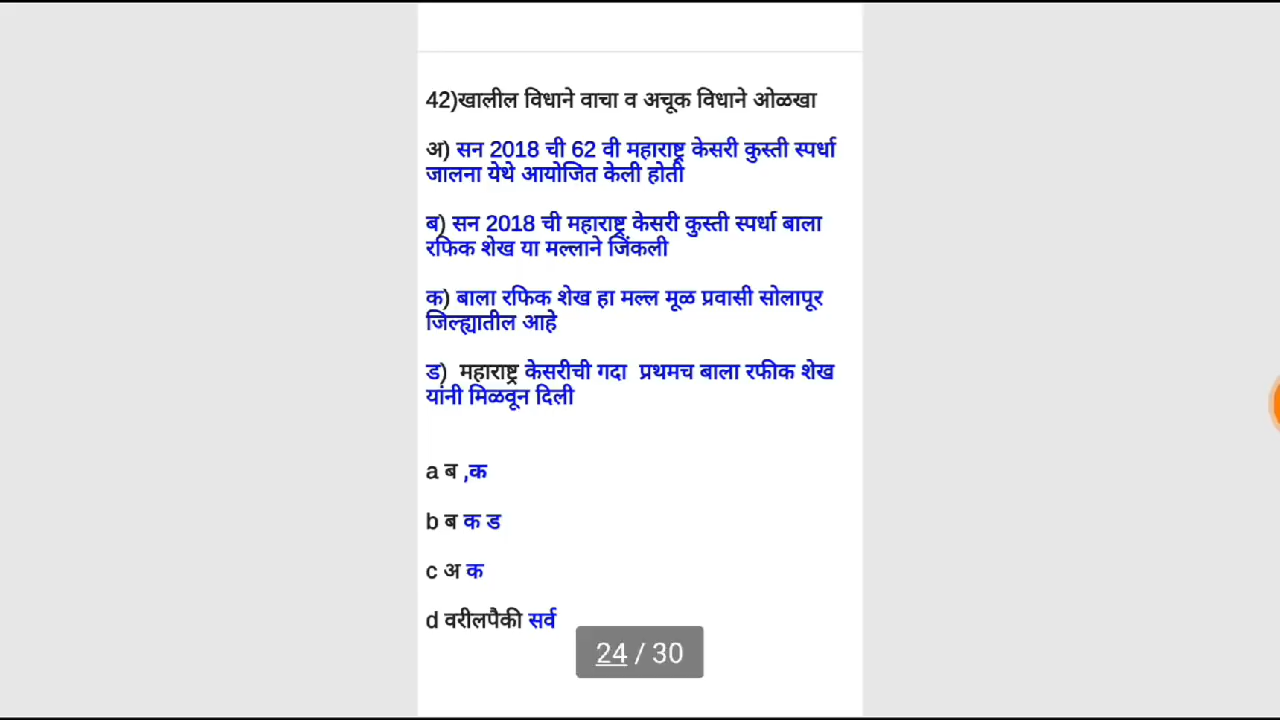 42)खालील विधाने वाचा व अचूक विधाने ओळखा
अ) सन 2018 ची 62 वी महाराष्ट्र केसरी कुस्ती स्पर्धा
जालना येथे आयोजित केली होती
ब) सन 2018 ची महाराष्ट्र केसरी कुस्ती स्पर्धा बाला
रफिक शेख या मल्लाने जिंकली
क) बाला रफिक शेख हा मल्ल मूळ प्रवासी सोलापूर
जिल्ह्यातील आहे
ड)  महाराष्ट्र केसरीची गदा  प्रथमच बाला रफीक शेख
यांनी मिळवून दिली
a ब ,क
b ब क ड
c अ क
d वरीलपैकी सर्व
24 / 30